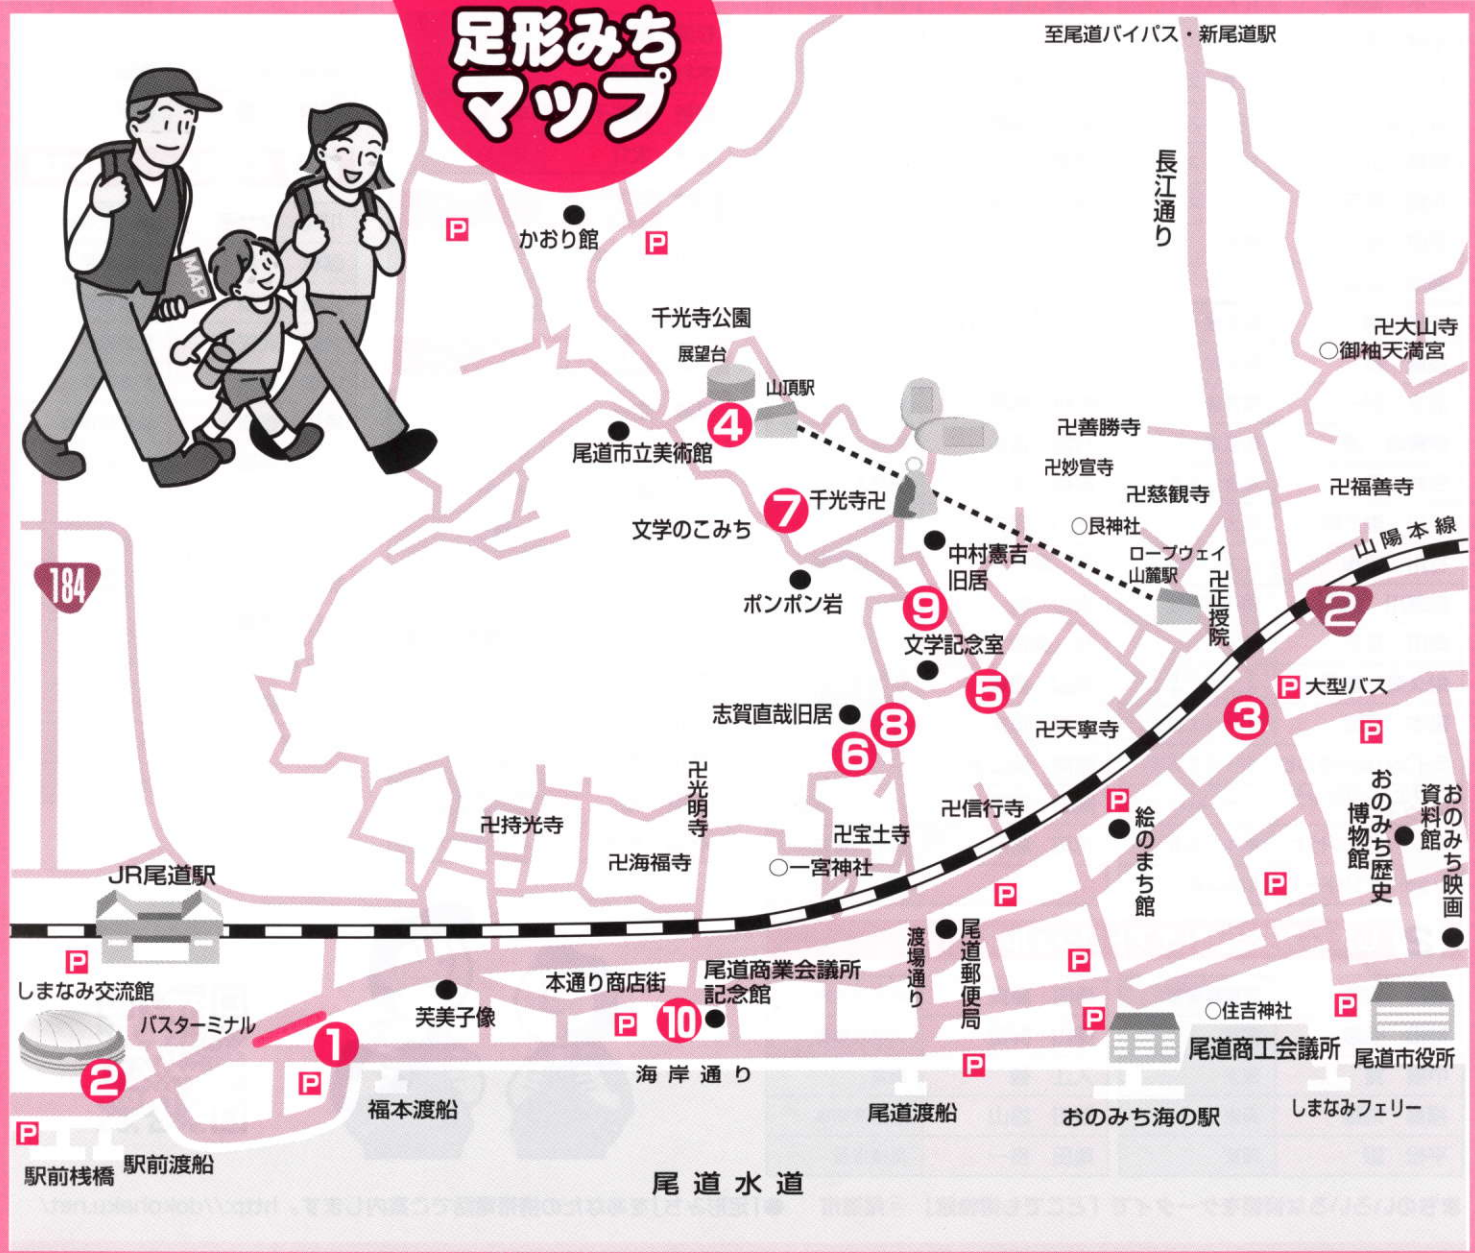 足形みち
マップ
至尾道バイパス・新尾道駅
長江通り
MAP
P
かおり館
P
千光寺公園
展望台
山頂駅
4
尾道市立美術館
卍大山寺
○御袖天満宮
卍善勝寺
卍妙宣寺
卍慈観寺
卍福善寺
○艮神社
ロープウェイ
山麓駅
卍正授院
山陽本線
2
184
7
千光寺卍
文学のこみち
中村憲吉
旧居
ポンポン岩
9
文学記念室
5
志賀直哉旧居
8
6
卍天寧寺
3
P
大型バス
P
卍光明寺
卍持光寺
卍海福寺
○一宮神社
卍宝土寺
卍信行寺
P
絵のまち館
おのみち歴史
博物館
おのみち映画
資料館
P
P
JR尾道駅
P
しまなみ交流館
バスターミナル
2
1
P
芙美子像
本通り商店街
P
10
尾道商業会議所
記念館
渡場通り
尾道郵便局
P
P
P
○住吉神社
P
尾道商工会議所
尾道市役所
海岸通り
P
駅前桟橋
駅前渡船
福本渡船
尾道渡船
おのみち海の駅
しまなみフェリー
尾道水道